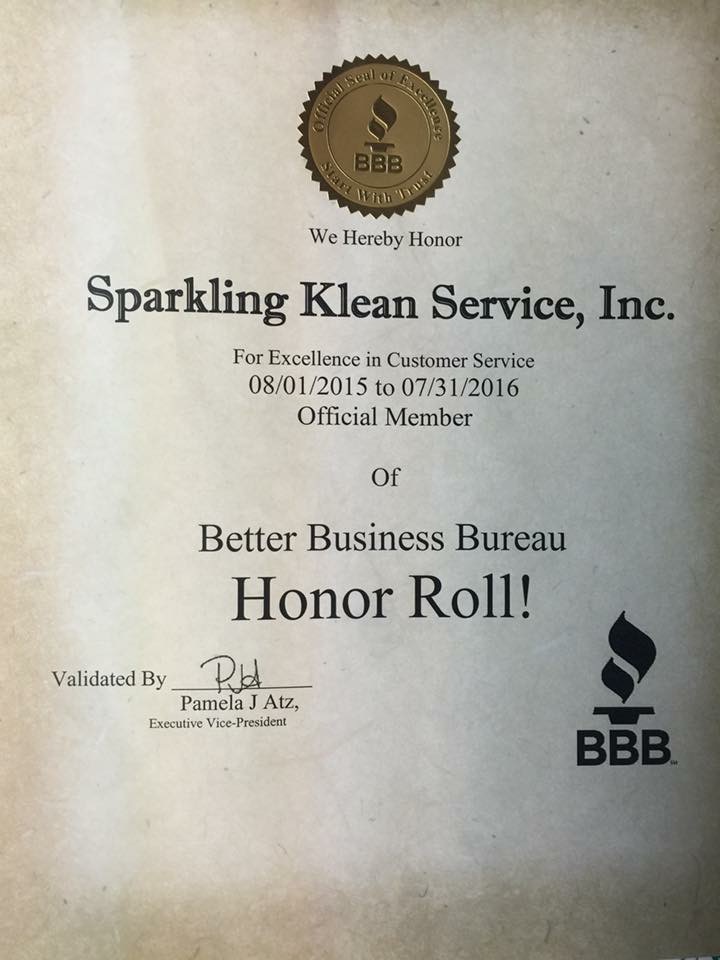 Official Seal of Excellence
BBB
Start With Trust
We Hereby Honor
Sparkling Klean Service, Inc.
For Excellence in Customer Service
08/01/2015 to 07/31/2016
Official Member
Of
Better Business Bureau
Honor Roll!
Validated By
Pamela J Atz,
Executive Vice-President
BBB